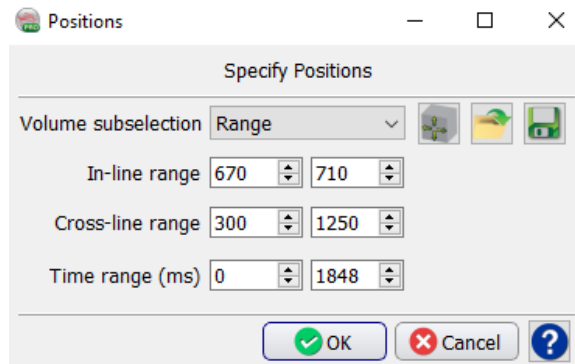 Positions
Specify Positions
Volume subselection Range
In-line range 670 710
Cross-line range 300 1250
Time range (ms) 0 1848
OK Cancel ?